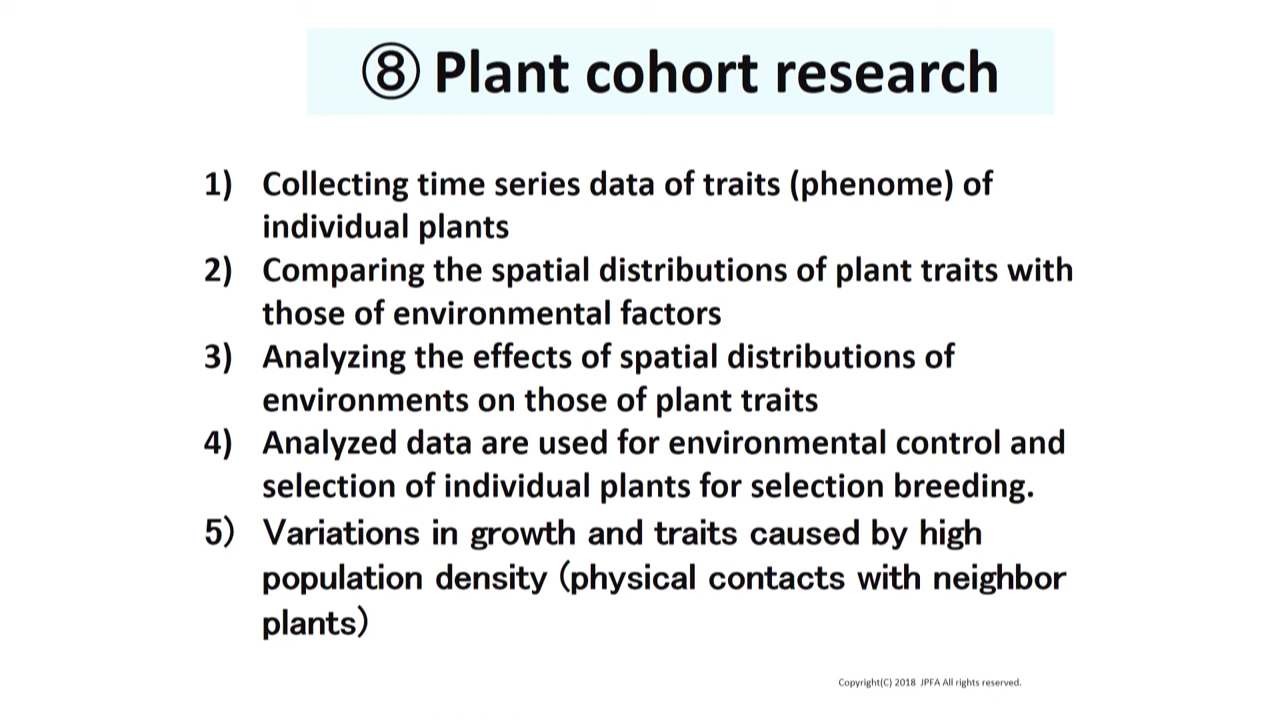 ⑧ Plant cohort research
1) Collecting time series data of traits (phenome) of
individual plants
2) Comparing the spatial distributions of plant traits with
those of environmental factors
3) Analyzing the effects of spatial distributions of
environments on those of plant traits
4) Analyzed data are used for environmental control and
selection of individual plants for selection breeding.
5) Variations in growth and traits caused by high
population density (physical contacts with neighbor
plants)
Copyright(C) 2018 JPFA All rights reserved.